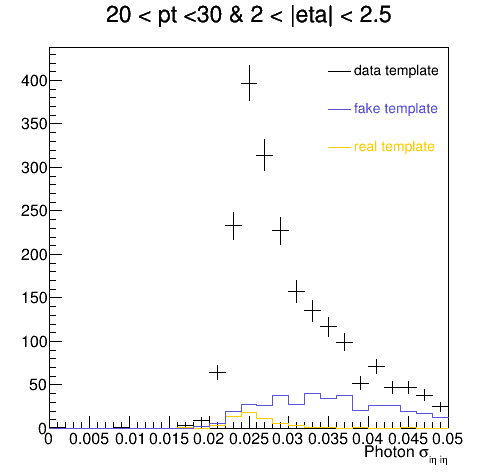 20 < pt <30 & 2 < |eta| < 2.5
data template
fake template
real template
400
350
300
250
200
150
100
50
0
0 0.005 0.01 0.015 0.02 0.025 0.03 0.035 0.04 0.045 0.05
Photon σiη iη